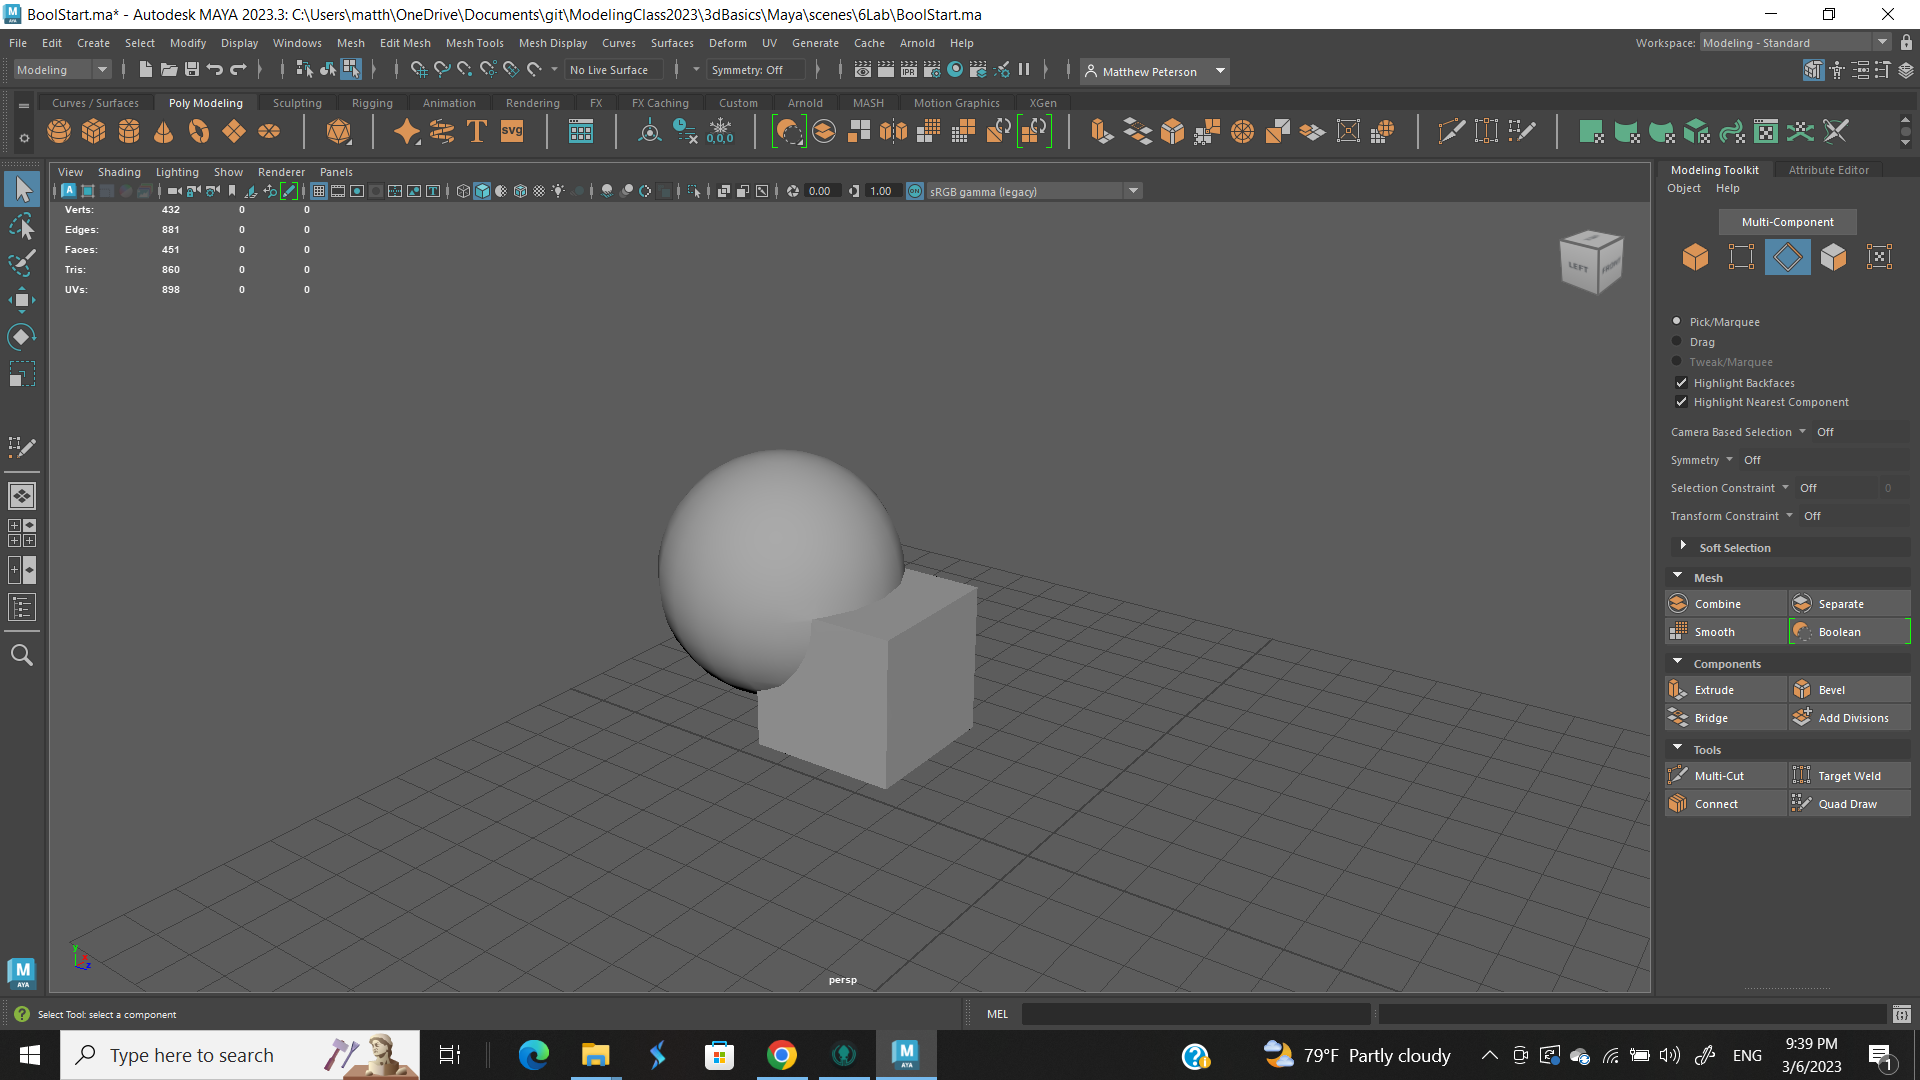 BoolStart.ma* - Autodesk MAYA 2023.3: C:\Users\matth\OneDrive\Documents\git\ModelingClass2023\3dBasics\Maya\scenes\6Lab\BoolStart.ma
File Edit Create Select Modify Display Windows Mesh Edit Mesh Mesh Tools Mesh Display Curves Surfaces Deform UV Generate Cache Arnold Help Workspace: Modeling - Standard
Modeling No Live Surface Symmetry: Off IPR Matthew Peterson
Curves / Surfaces Poly Modeling Sculpting Rigging Animation Rendering FX FX Caching Custom Arnold MASH Motion Graphics XGen
T svg 0,0,0
View Shading Lighting Show Renderer Panels
0.00 1.00 ON sRGB gamma (legacy)
Verts: 432 0 0
Edges: 881 0 0
Faces: 451 0 0
Tris: 860 0 0
UVs: 898 0 0
LEFT FRONT
persp
y
z
Modeling Toolkit Attribute Editor
Object Help
Multi-Component
Pick/Marquee
Drag
Tweak/Marquee
Highlight Backfaces
Highlight Nearest Component
Camera Based Selection Off
Symmetry Off
Selection Constraint Off 0
Transform Constraint Off
Soft Selection
Mesh
Combine Separate
Smooth Boolean
Components
Extrude Bevel
Bridge Add Divisions
Tools
Multi-Cut Target Weld
Connect Quad Draw
M
AYA
Select Tool: select a component MEL
Type here to search
79°F Partly cloudy ENG 9:39 PM
3/6/2023 1